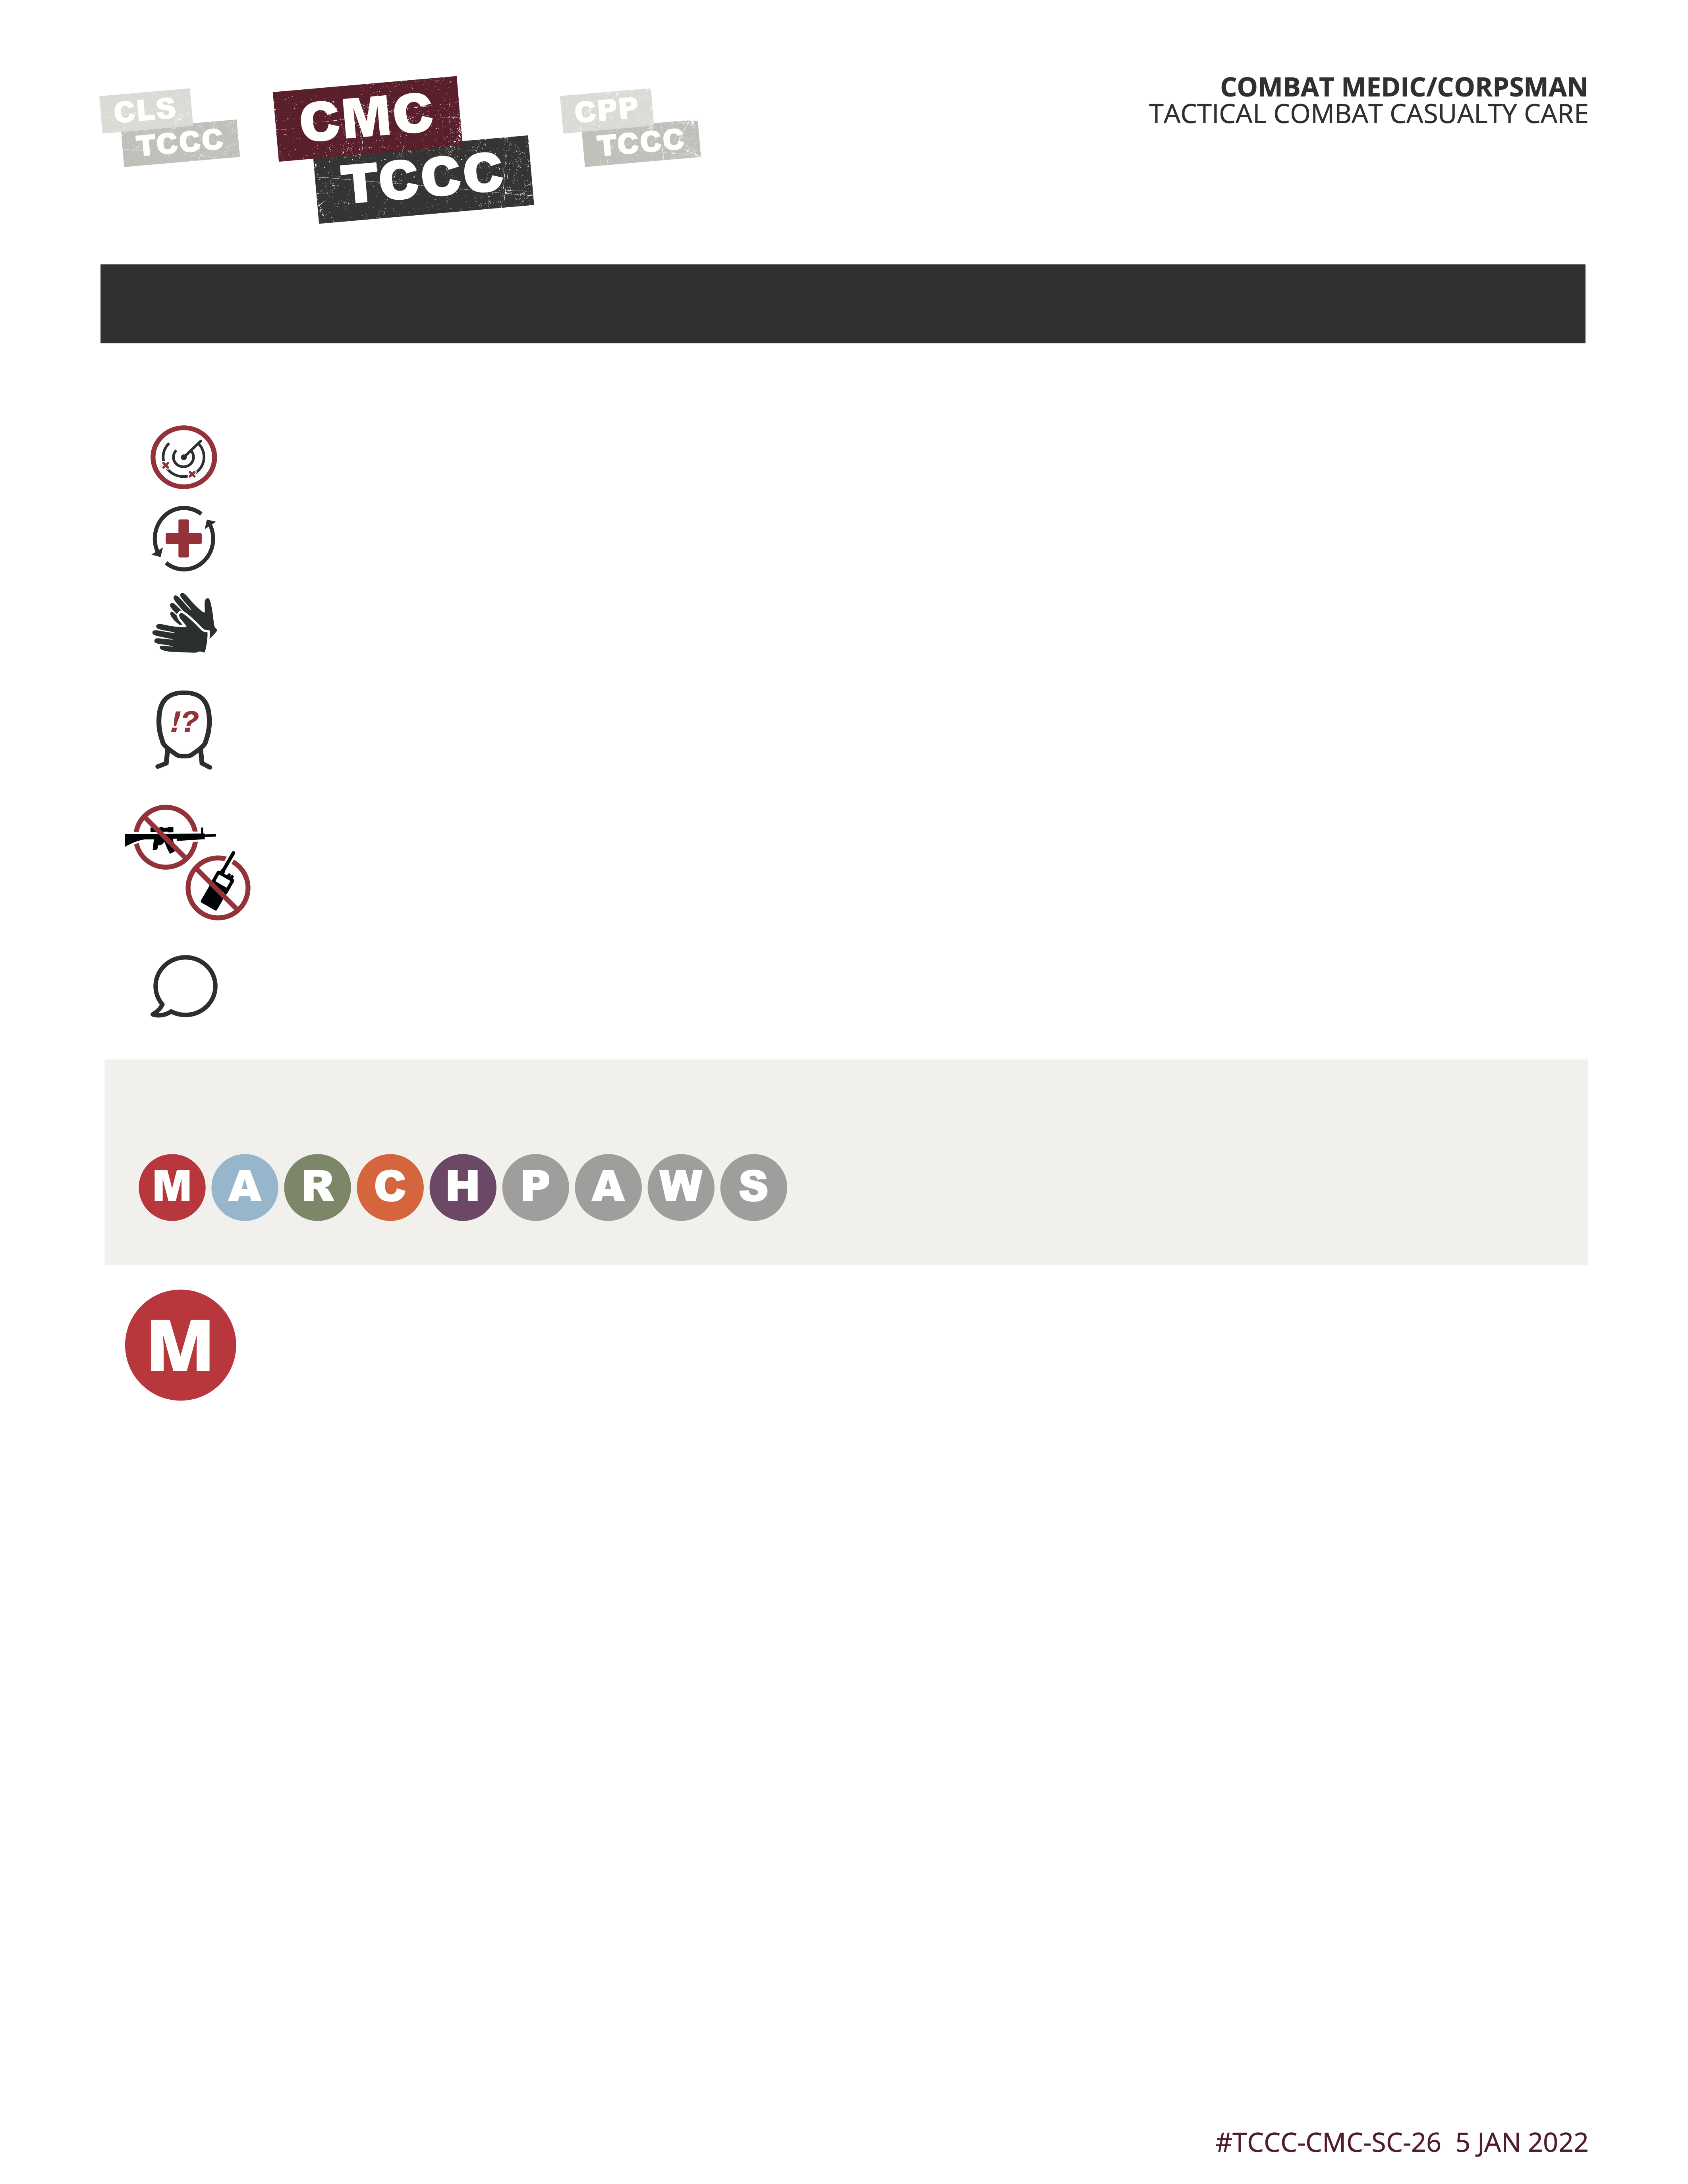 CLS
TCCC
CMC
TCCC
CPP
TCCC
COMBAT MEDIC/CORPSMAN
TACTICAL COMBAT CASUALTY CARE
!?
M A R C H P A W S
M
#TCCC-CMC-SC-26 5 JAN 2022